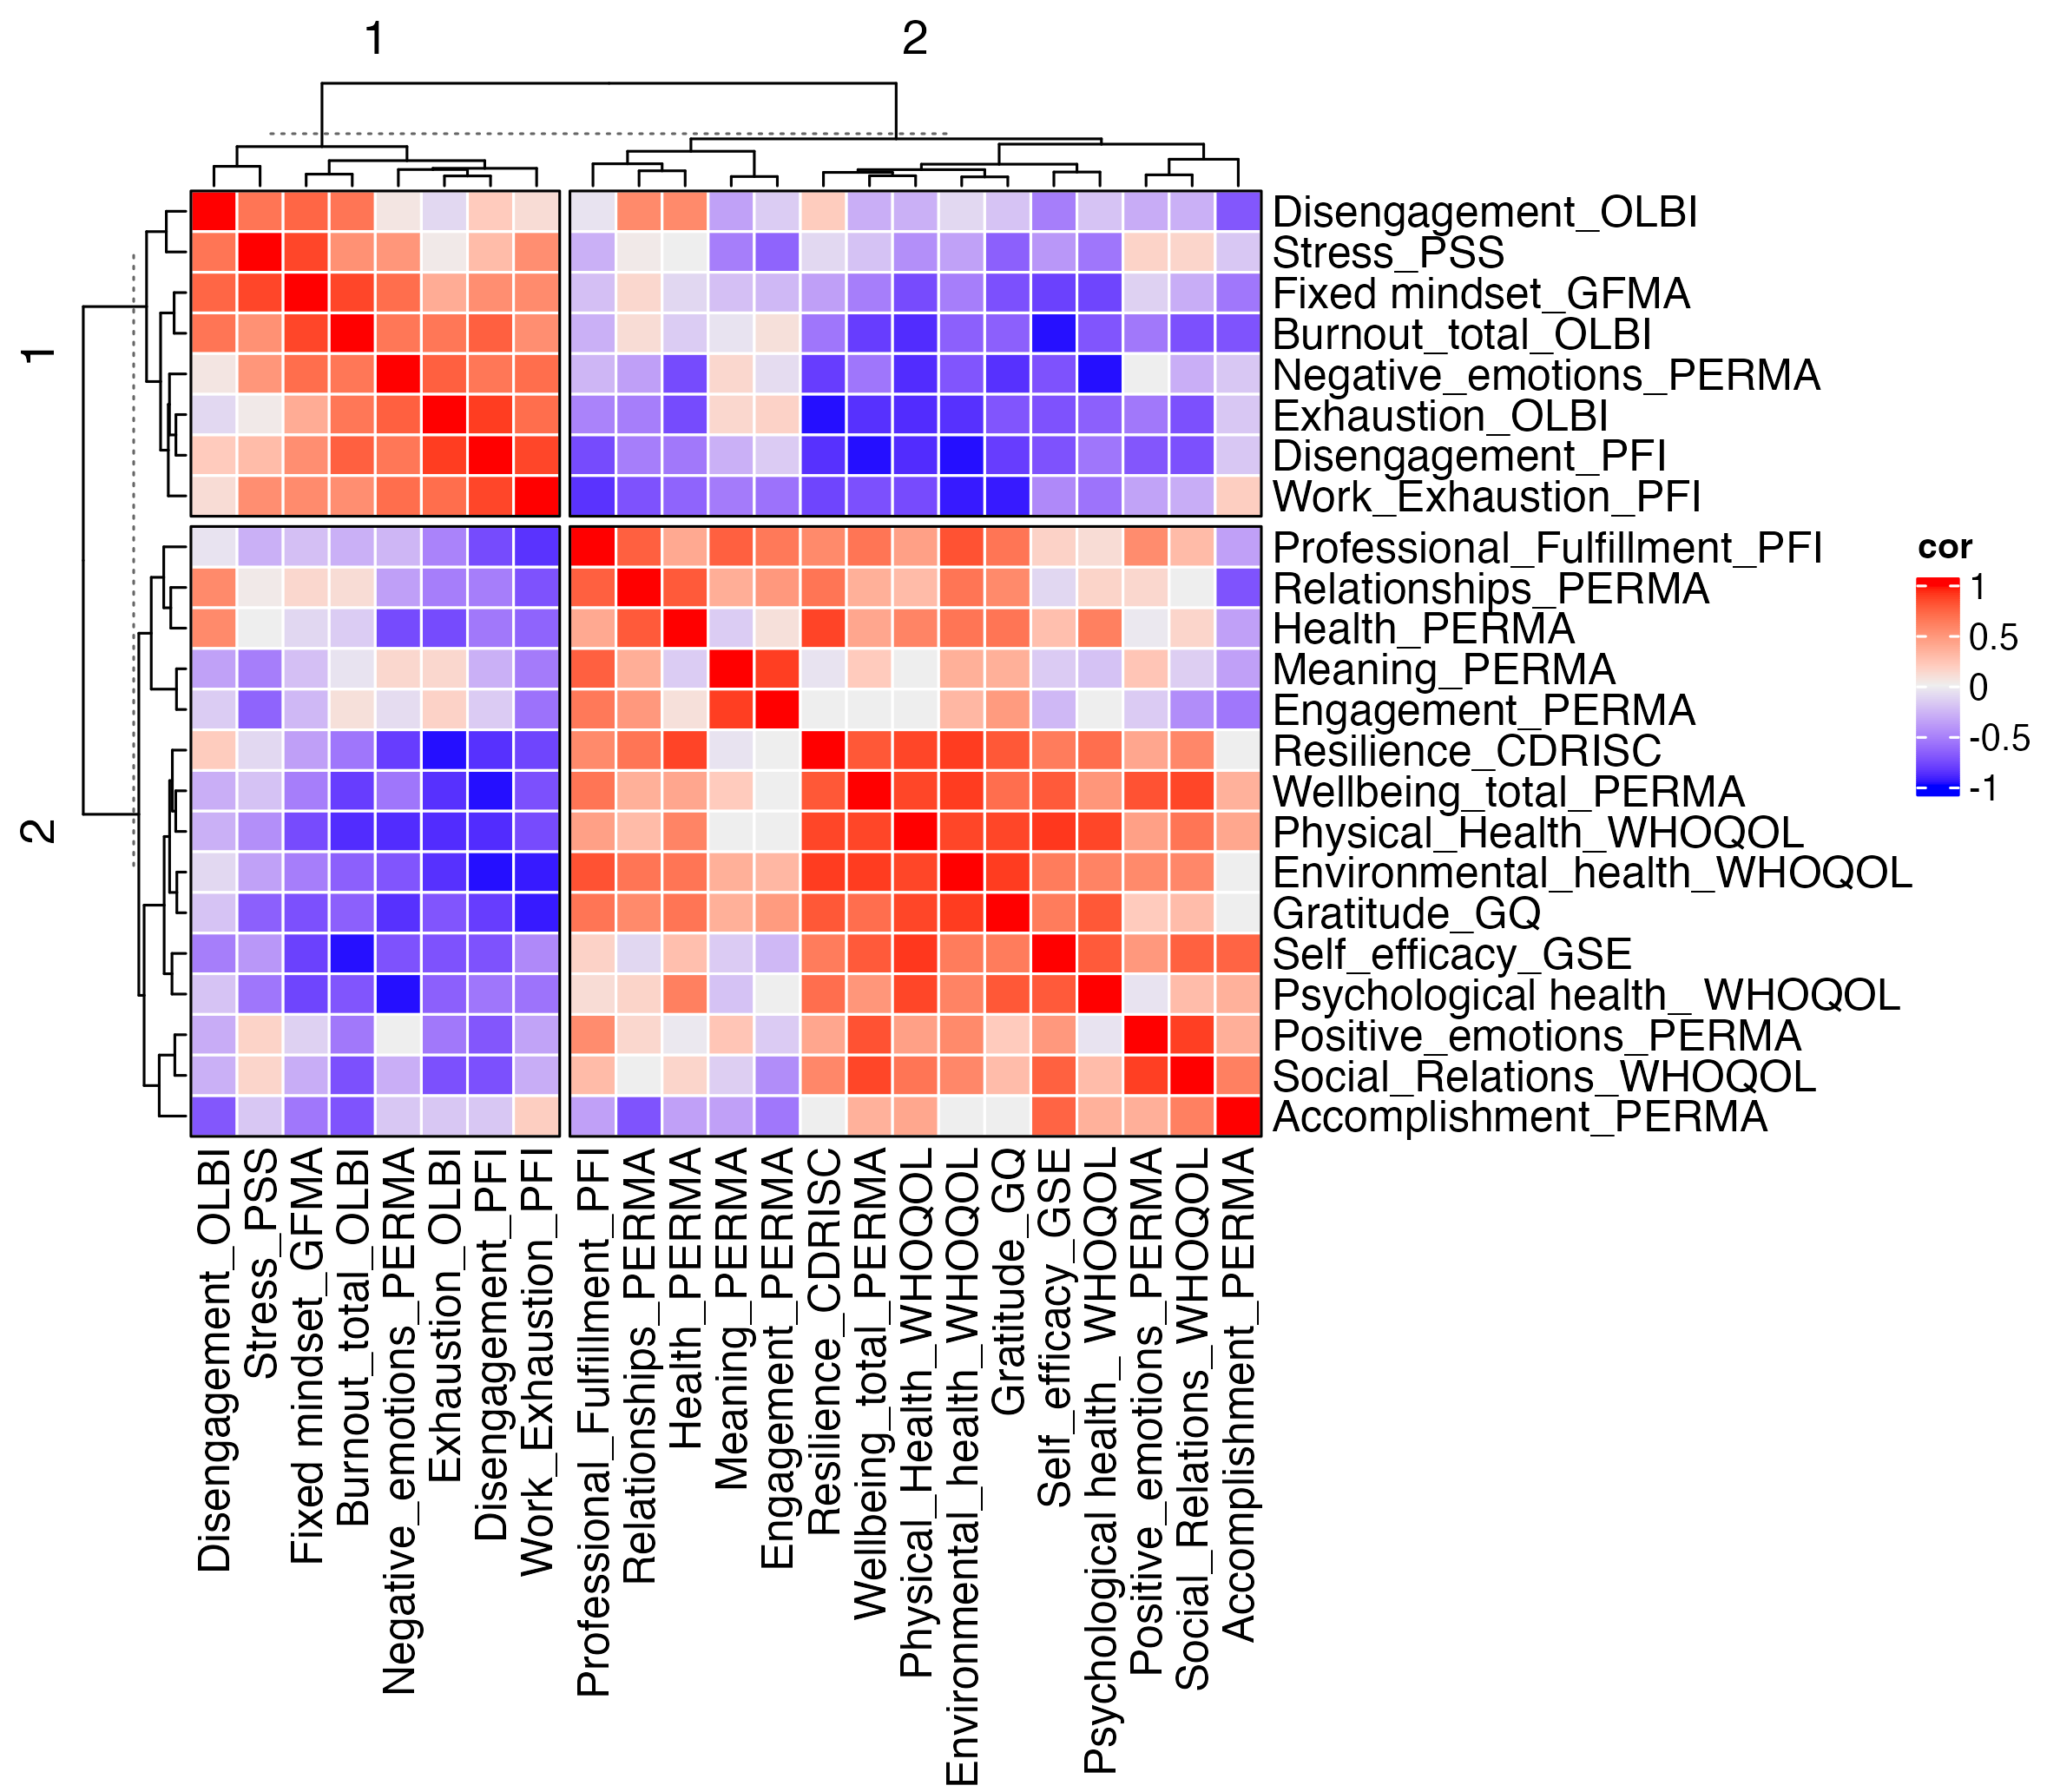 1
2
1
2
Disengagement_OLBI
Stress_PSS
Fixed mindset_GFMA
Burnout_total_OLBI
Negative_emotions_PERMA
Exhaustion_OLBI
Disengagement_PFI
Work_Exhaustion_PFI
Professional_Fulfillment_PFI
Relationships_PERMA
Health_PERMA
Meaning_PERMA
Engagement_PERMA
Resilience_CDRISC
Wellbeing_total_PERMA
Physical_Health_WHOQOL
Environmental_health_WHOQOL
Gratitude_GQ
Self_efficacy_GSE
Psychological health_ WHOQOL
Positive_emotions_PERMA
Social_Relations_WHOQOL
Accomplishment_PERMA
cor
1
0.5
0
-0.5
-1
Disengagement_OLBI
Stress_PSS
Fixed mindset_GFMA
Burnout_total_OLBI
Negative_emotions_PERMA
Exhaustion_OLBI
Disengagement_PFI
Work_Exhaustion_PFI
Professional_Fulfillment_PFI
Relationships_PERMA
Health_PERMA
Meaning_PERMA
Engagement_PERMA
Resilience_CDRISC
Wellbeing_total_PERMA
Physical_Health_WHOQOL
Environmental_health_WHOQOL
Gratitude_GQ
Self_efficacy_GSE
Psychological health_ WHOQOL
Positive_emotions_PERMA
Social_Relations_WHOQOL
Accomplishment_PERMA